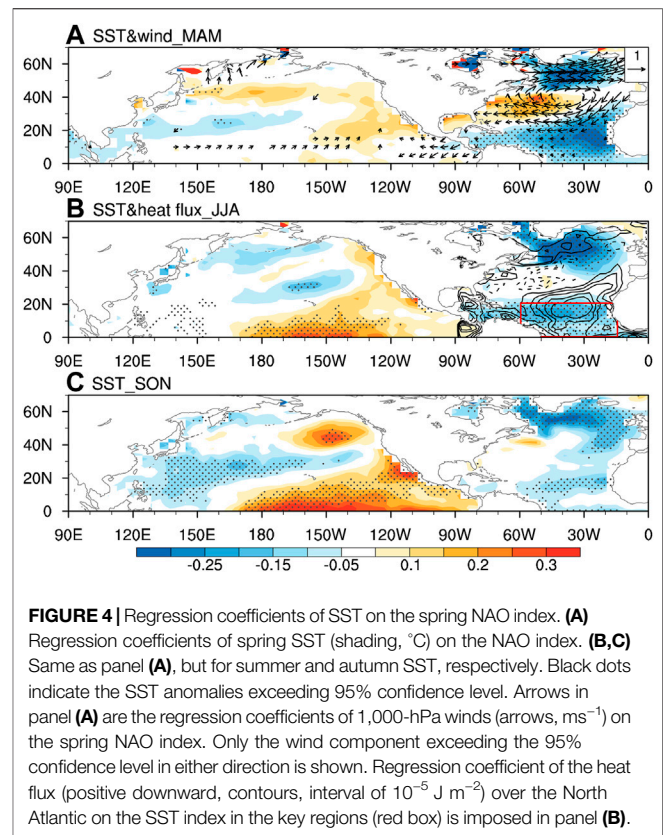 A SST&wind_MAM
1
60N
40N
20N
0
90E 120E 150E 180 150W 120W 90W 60W 30W 0
B SST&heat flux_JJA
60N
40N
20N
0
90E 120E 150E 180 150W 120W 90W 60W 30W 0
C SST_SON
60N
40N
20N
0
90E 120E 150E 180 150W 120W 90W 60W 30W 0
-0.25 -0.15 -0.05 0.1 0.2 0.3
FIGURE 4 | Regression coefficients of SST on the spring NAO index. (A)
Regression coefficients of spring SST (shading, °C) on the NAO index. (B,C)
Same as panel (A), but for summer and autumn SST, respectively. Black dots
indicate the SST anomalies exceeding 95% confidence level. Arrows in
panel (A) are the regression coefficients of 1,000-hPa winds (arrows, ms⁻¹) on
the spring NAO index. Only the wind component exceeding the 95%
confidence level in either direction is shown. Regression coefficient of the heat
flux (positive downward, contours, interval of 10⁻⁵ J m⁻²) over the North
Atlantic on the SST index in the key regions (red box) is imposed in panel (B).